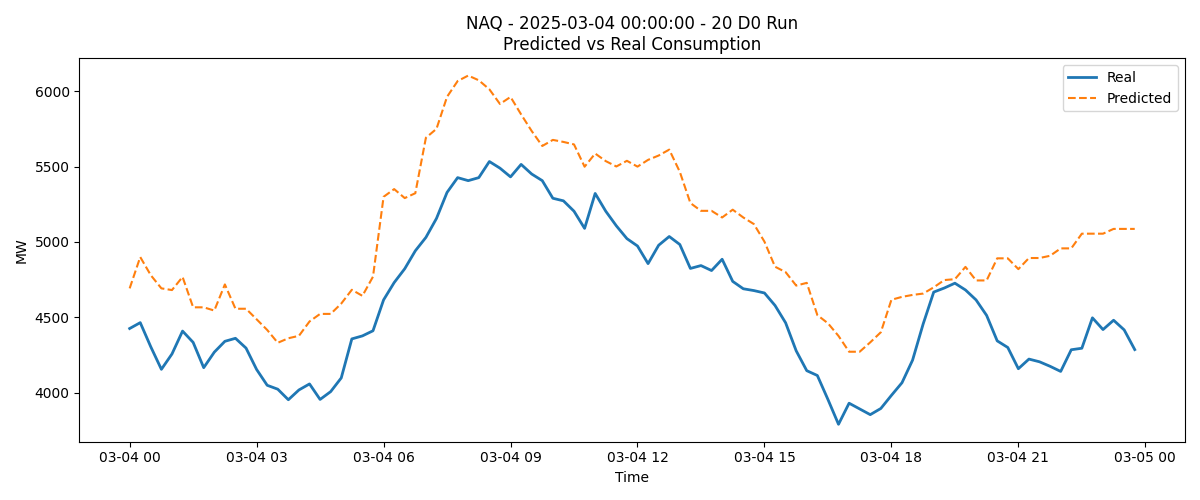 NAQ - 2025-03-04 00:00:00 - 20 D0 Run
Predicted vs Real Consumption
Real
Predicted
MW
6000
5500
5000
4500
4000
03-04 00
03-04 03
03-04 06
03-04 09
03-04 12
03-04 15
03-04 18
03-04 21
03-05 00
Time